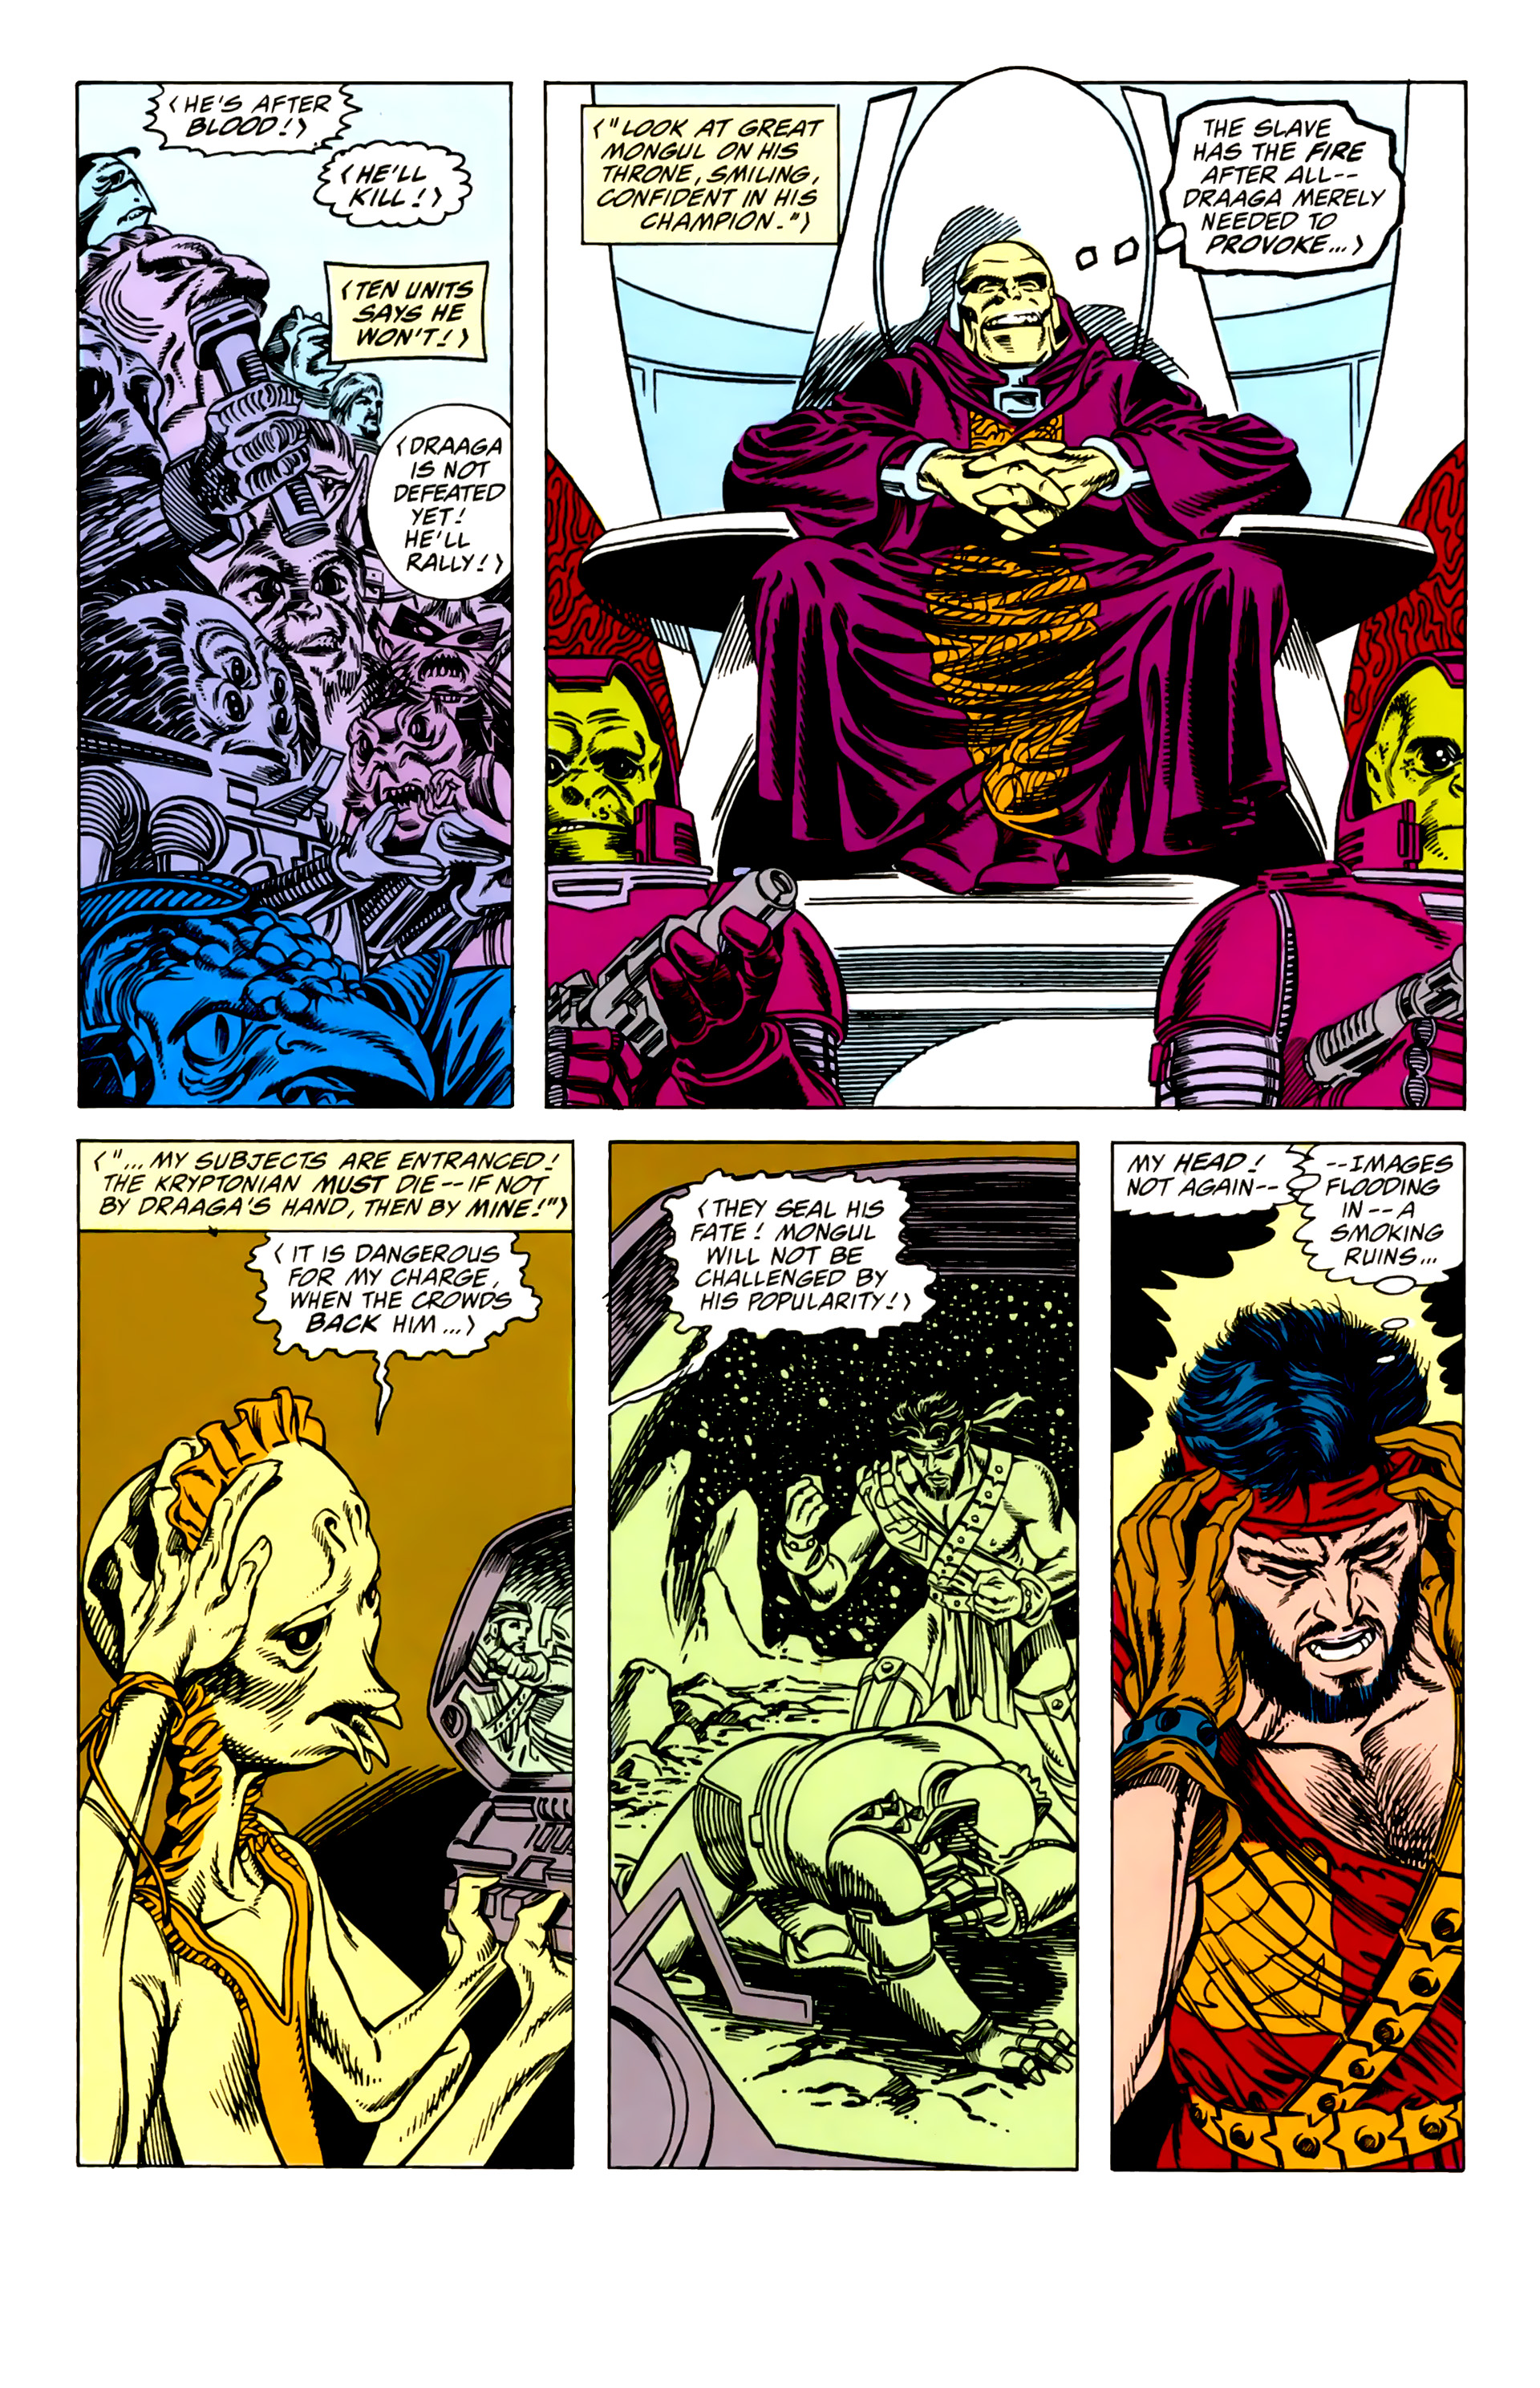 <HE'S AFTER
BLOOD!>
<HE'LL
KILL!>
<TEN UNITS
SAYS HE
WON'T!>
<DRAAGA
IS NOT
DEFEATED
YET!
HE'LL
RALLY!>
<"LOOK AT GREAT
MONGUL ON HIS
THRONE, SMILING,
CONFIDENT IN HIS
CHAMPION.">
THE SLAVE
HAS THE FIRE
AFTER ALL--
DRAAGA MERELY
NEEDED TO
PROVOKE...>
<"...MY SUBJECTS ARE ENTRANCED!
THE KRYPTONIAN MUST DIE--IF NOT
BY DRAAGA'S HAND, THEN BY MINE!">
<IT IS DANGEROUS
FOR MY CHARGE,
WHEN THE CROWDS
BACK HIM...>
<THEY SEAL HIS
FATE! MONGUL
WILL NOT BE
CHALLENGED BY
HIS POPULARITY!>
MY HEAD!
NOT AGAIN--
--IMAGES
FLOODING
IN--A
SMOKING
RUINS...